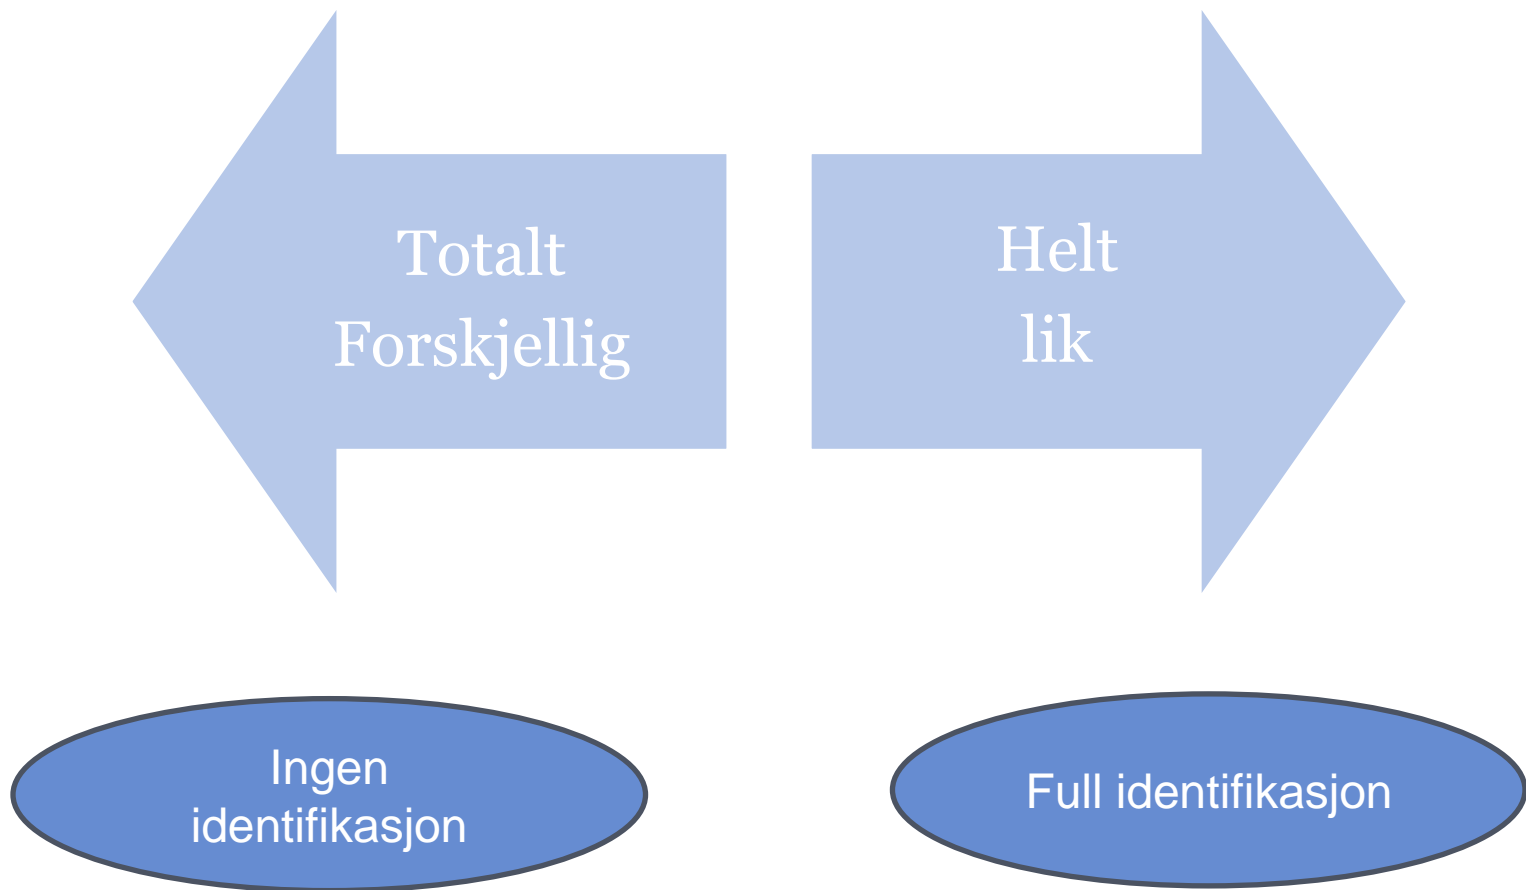 Totalt
Forskjellig
Helt
lik
Ingen
identifikasjon
Full identifikasjon